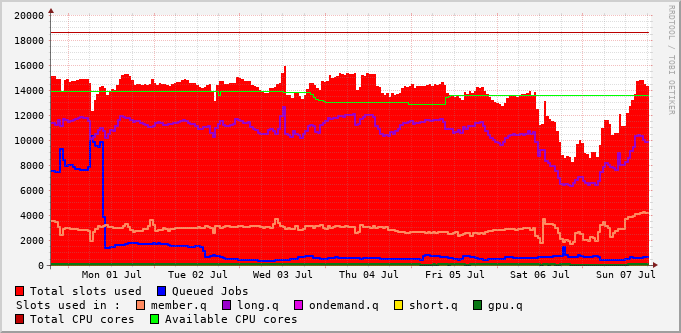 20000
18000
16000
14000
12000
10000
8000
6000
4000
2000
0
Mon 01 Jul Tue 02 Jul Wed 03 Jul Thu 04 Jul Fri 05 Jul Sat 06 Jul Sun 07 Jul
Total slots used Queued Jobs
Slots used in : member.q long.q ondemand.q short.q gpu.q
Total CPU cores Available CPU cores
RRDTOOL / TOBI OETIKER